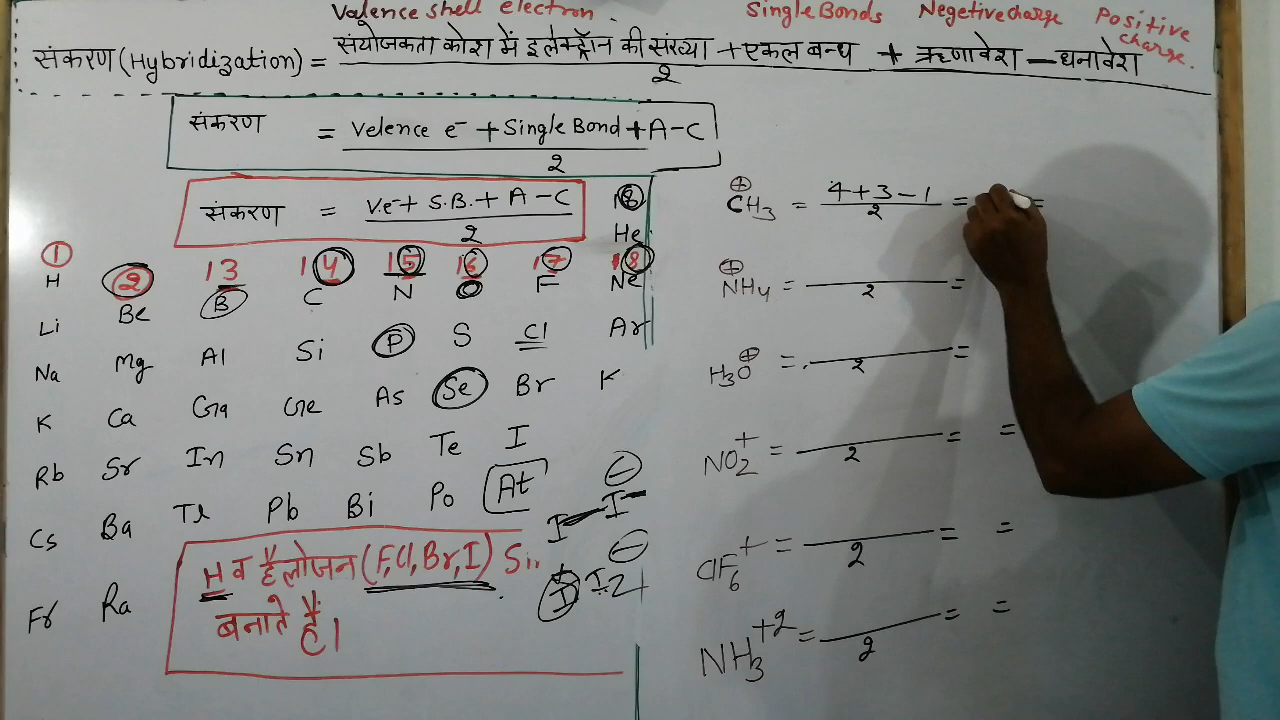 Valence shell electron. Single Bonds Negetive charge Positive charge.
संकरण (Hybridization) = संयोजकता कोश में इलेक्ट्रॉन की संख्या + एकल बन्ध + ऋणावेश - धनावेश
2
संकरण = Velence e⁻ + Single Bond + A - C
2
संकरण = V.e⁻ + S.B. + A - C
2
18
He
1 2 13 14 15 16 17 18
H Be B C N O F Ne
Li Mg Al Si P S Cl Ar
Na Ca Ga Ge As Se Br K
K Sr In Sn Sb Te I
Rb Ba Tl Pb Bi Po At
Cs Ra
Fr
H व हैलोजन (F, Cl, Br, I)
बनाते हैं।
⊖
I I
⊖
I I 2+
⊕
CH₃ = 4+3-1 = =
2
⊕
NH₄ = =
2
⊕
H₃O = =
2
NO₂⁺ = = =
2
ClF₆⁺ = = =
2
NH₃⁺² = = =
2